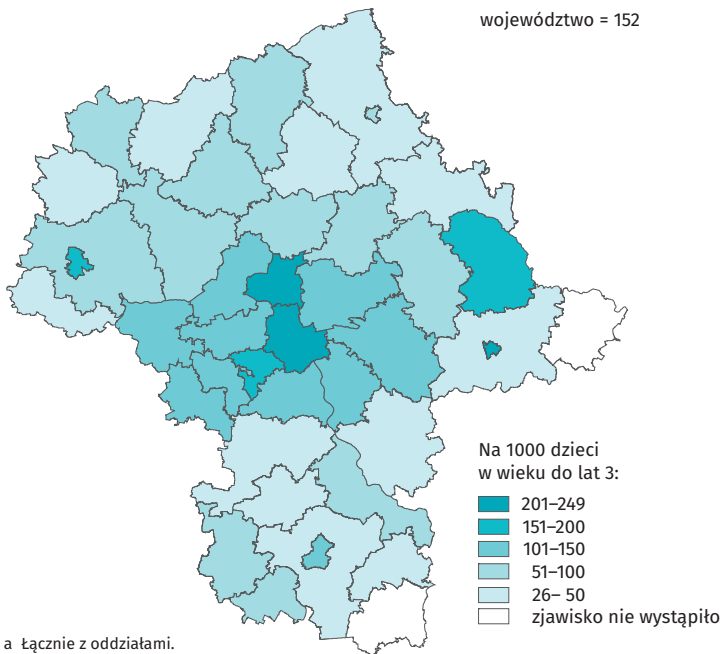 województwo = 152
Na 1000 dzieci
w wieku do lat 3:
201–249
151–200
101–150
51–100
26– 50
zjawisko nie wystąpiło
a Łącznie z oddziałami.